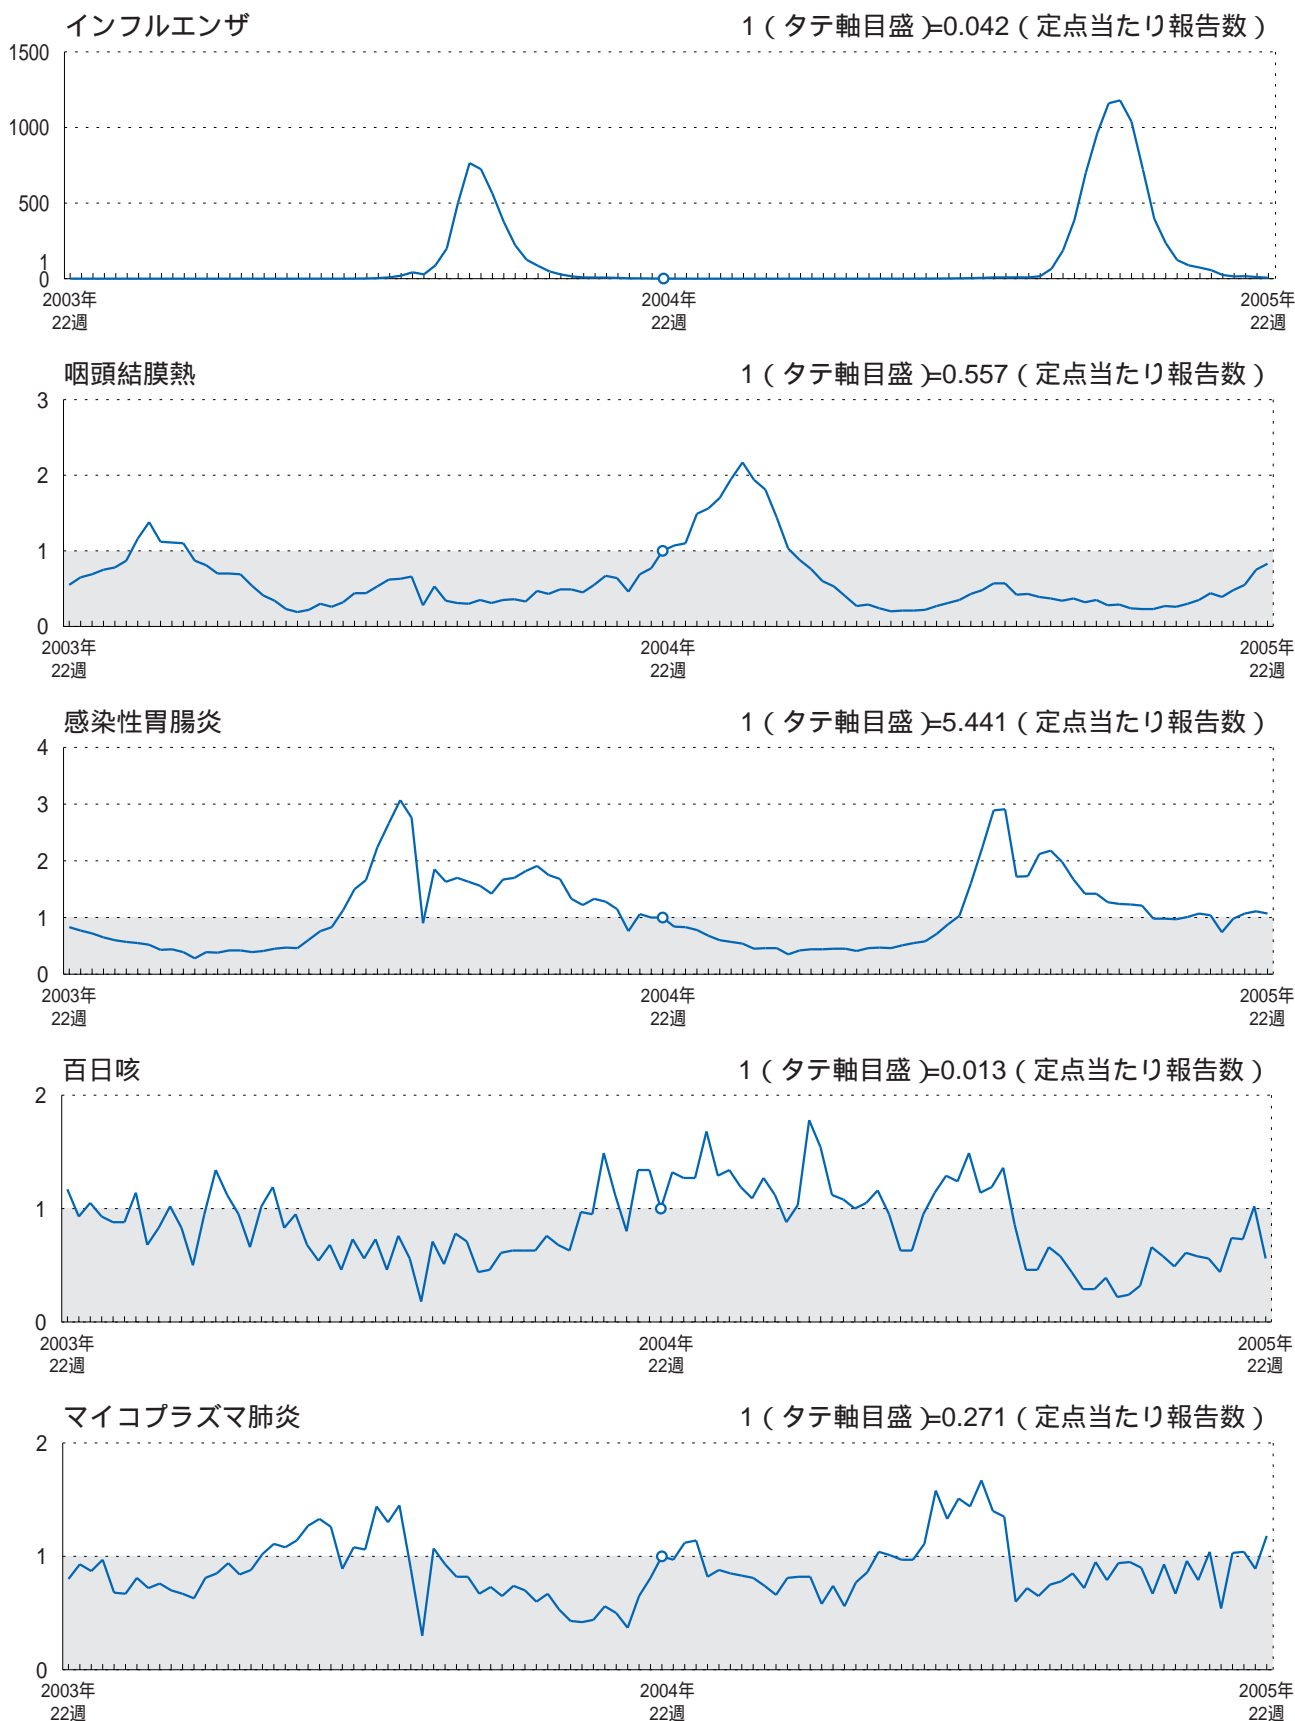 インフルエンザ 1（タテ軸目盛）=0.042（定点当たり報告数）
1500
1000
500
1
0
2003年 2004年 2005年
22週 22週 22週
咽頭結膜熱 1（タテ軸目盛）=0.557（定点当たり報告数）
3
2
1
0
2003年 2004年 2005年
22週 22週 22週
感染性胃腸炎 1（タテ軸目盛）=5.441（定点当たり報告数）
4
3
2
1
0
2003年 2004年 2005年
22週 22週 22週
百日咳 1（タテ軸目盛）=0.013（定点当たり報告数）
2
1
0
2003年 2004年 2005年
22週 22週 22週
マイコプラズマ肺炎 1（タテ軸目盛）=0.271（定点当たり報告数）
2
1
0
2003年 2004年 2005年
22週 22週 22週